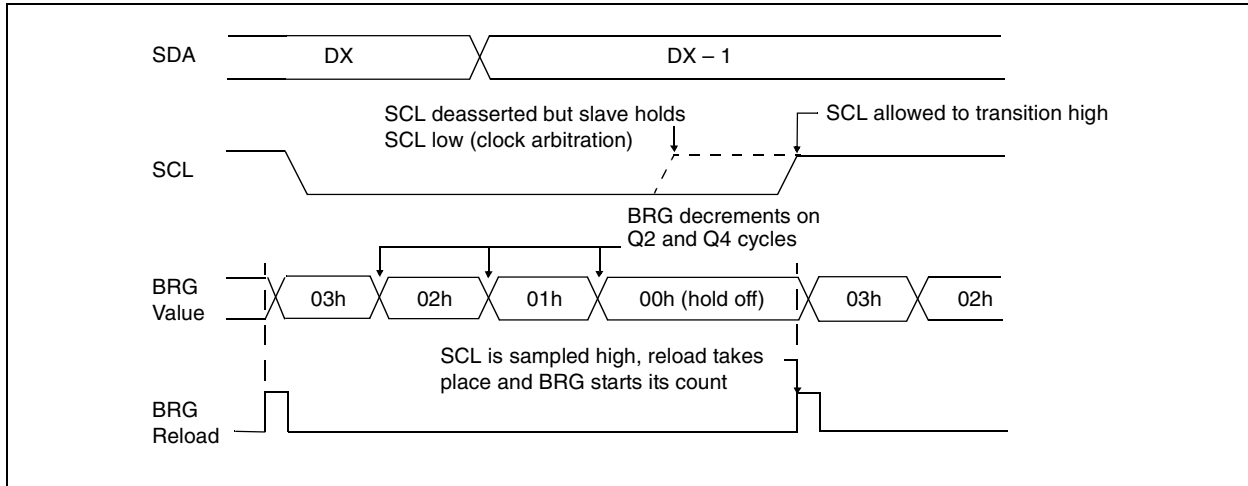 SDA
DX
DX – 1
SCL deasserted but slave holds
SCL low (clock arbitration)
SCL allowed to transition high
SCL
BRG decrements on
Q2 and Q4 cycles
BRG
Value
03h
02h
01h
00h (hold off)
03h
02h
SCL is sampled high, reload takes
place and BRG starts its count
BRG
Reload